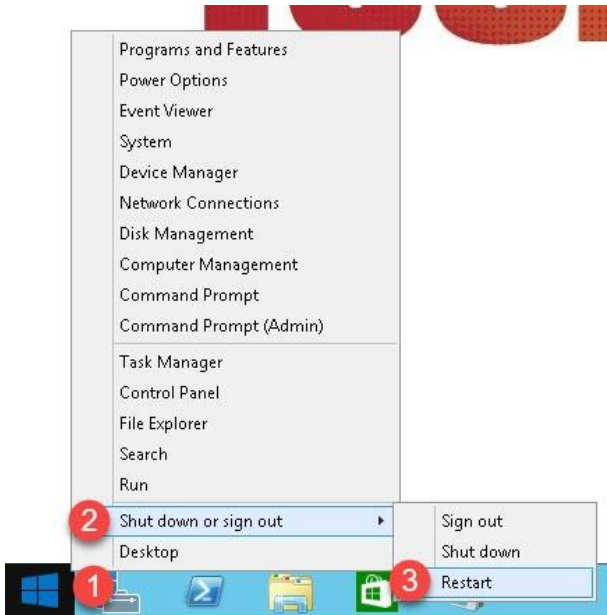 Programs and Features
Power Options
Event Viewer
System
Device Manager
Network Connections
Disk Management
Computer Management
Command Prompt
Command Prompt (Admin)
Task Manager
Control Panel
File Explorer
Search
Run
2 Shut down or sign out
Sign out
Desktop
Shut down
1
3 Restart